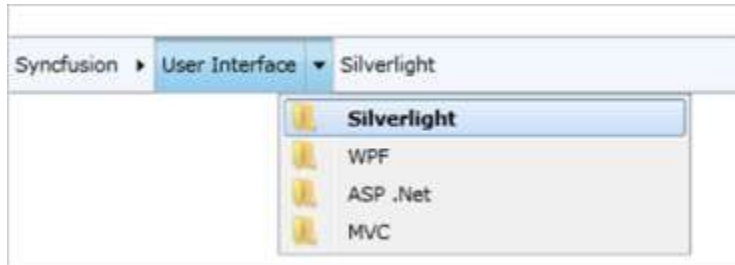 Syncfusion User Interface Silverlight
Silverlight
WPF
ASP .Net
MVC